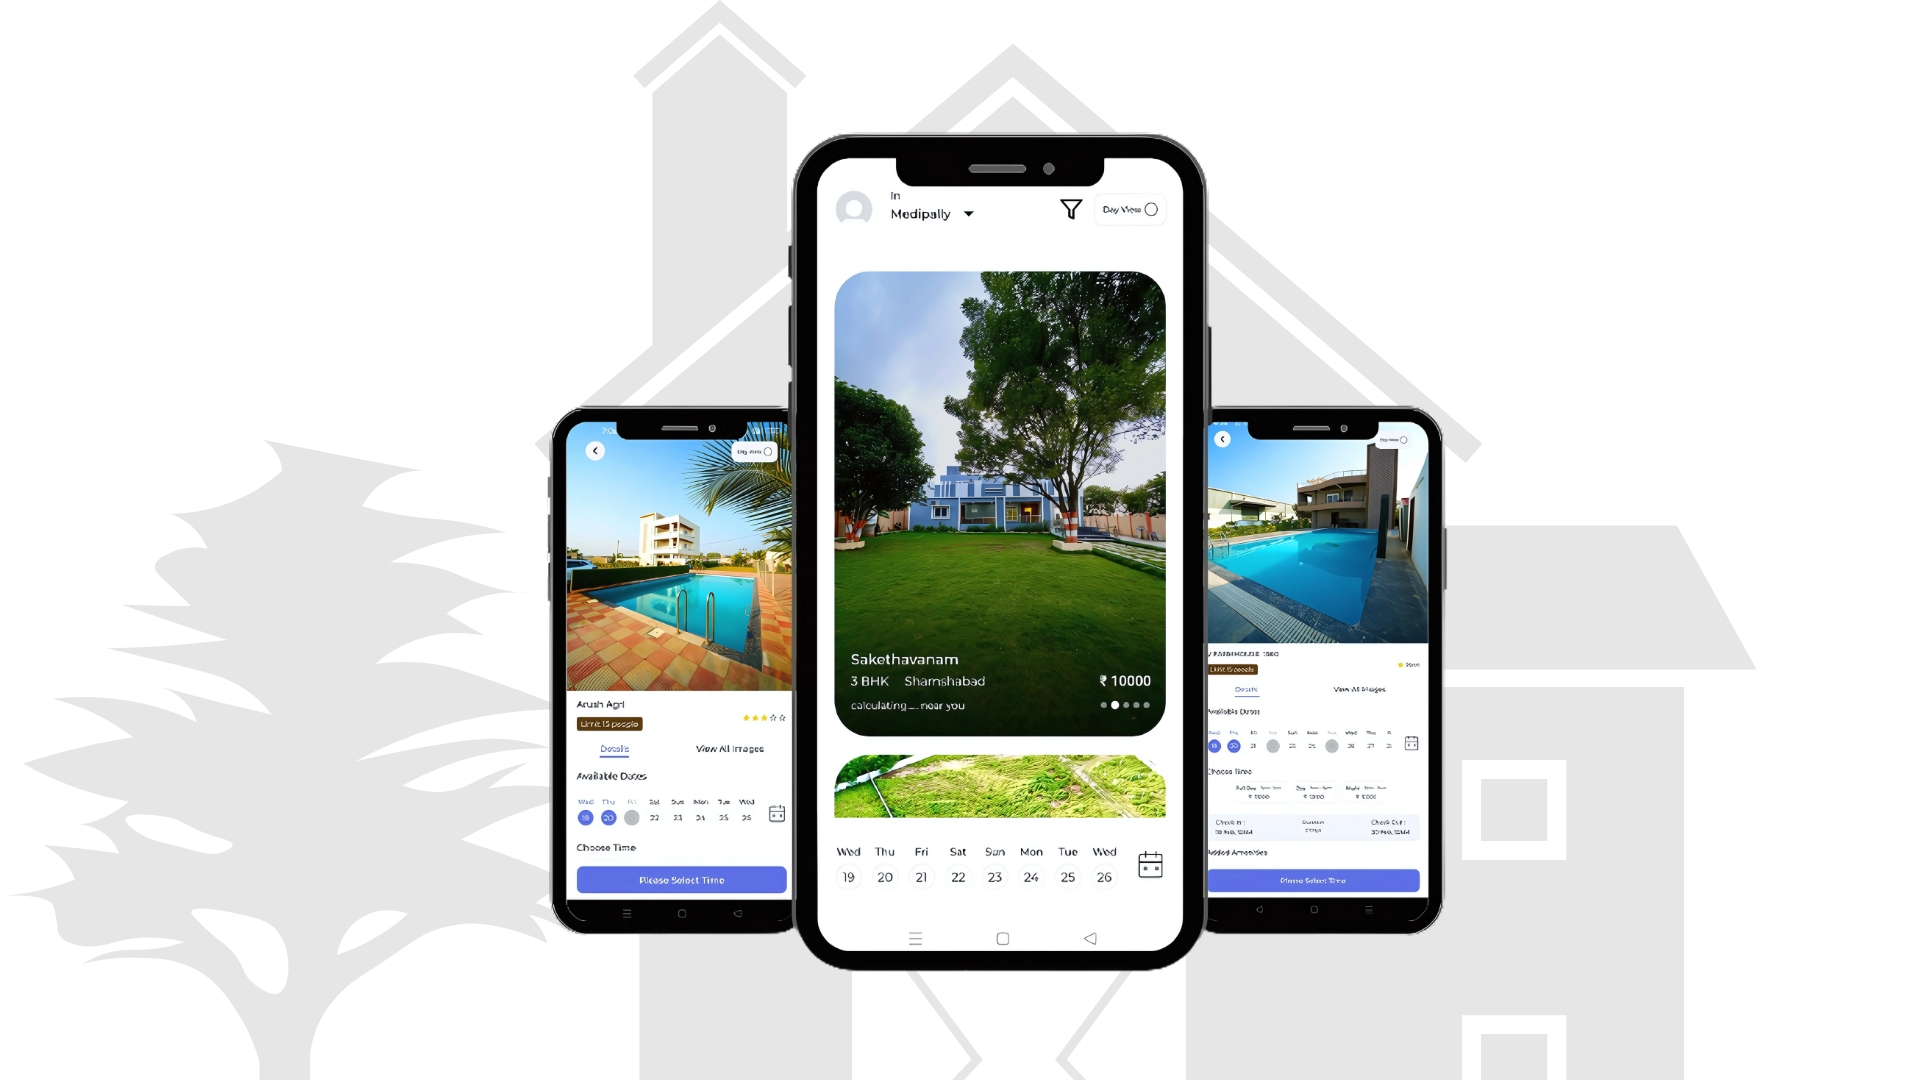 In
Medipally
Day View
Sakethavanam
3 BHK Shamshabad
₹ 10000
calculating.... near you
Wed Thu Fri Sat Sun Mon Tue Wed
19 20 21 22 23 24 25 26
Arush Agri
Limit 15 people
Details View All Images
Available Dates
Wed Thu Fri Sat Sun Mon Tue Wed
19 20 22 23 24 25 26
Choose Time
Please Select Time
Day View
Limit 15 people
Details View All Images
Available Dates
Choose Time
Check In :
Duration
Check Out :
Added Amenities
Please Select Time